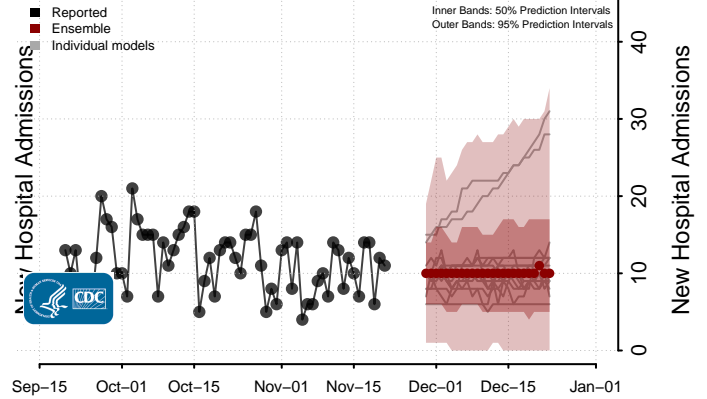 Reported
Ensemble
Individual models
Inner Bands: 50% Prediction Intervals
Outer Bands: 95% Prediction Intervals
New Hospital Admissions
CDC
0
10
20
30
40
New Hospital Admissions
Sep–15
Oct–01
Oct–15
Nov–01
Nov–15
Dec–01
Dec–15
Jan–01